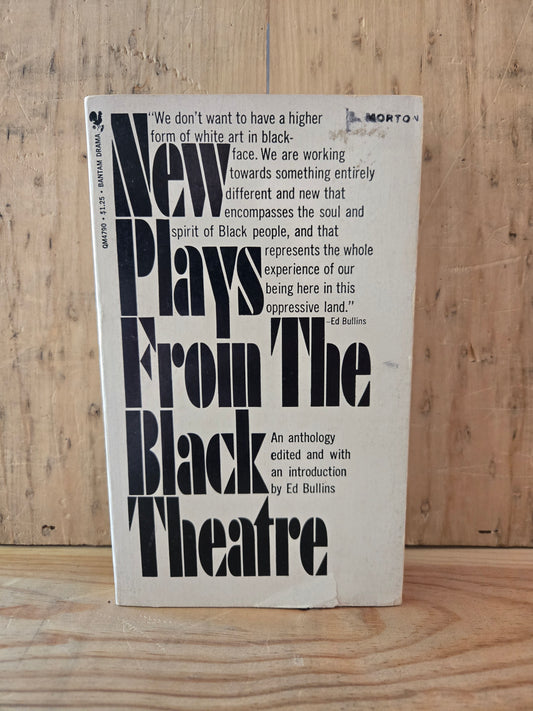 QM4790 • $1.25 • BANTAM DRAMA
L MORTON
"We don't want to have a higher
form of white art in black-
face. We are working
towards something entirely
different and new that
encompasses the soul and
spirit of Black people, and that
represents the whole
experience of our
being here in this
oppressive land."
–Ed Bullins
New
Plays
From The
Black
Theatre
An anthology
edited and with
an introduction
by Ed Bullins